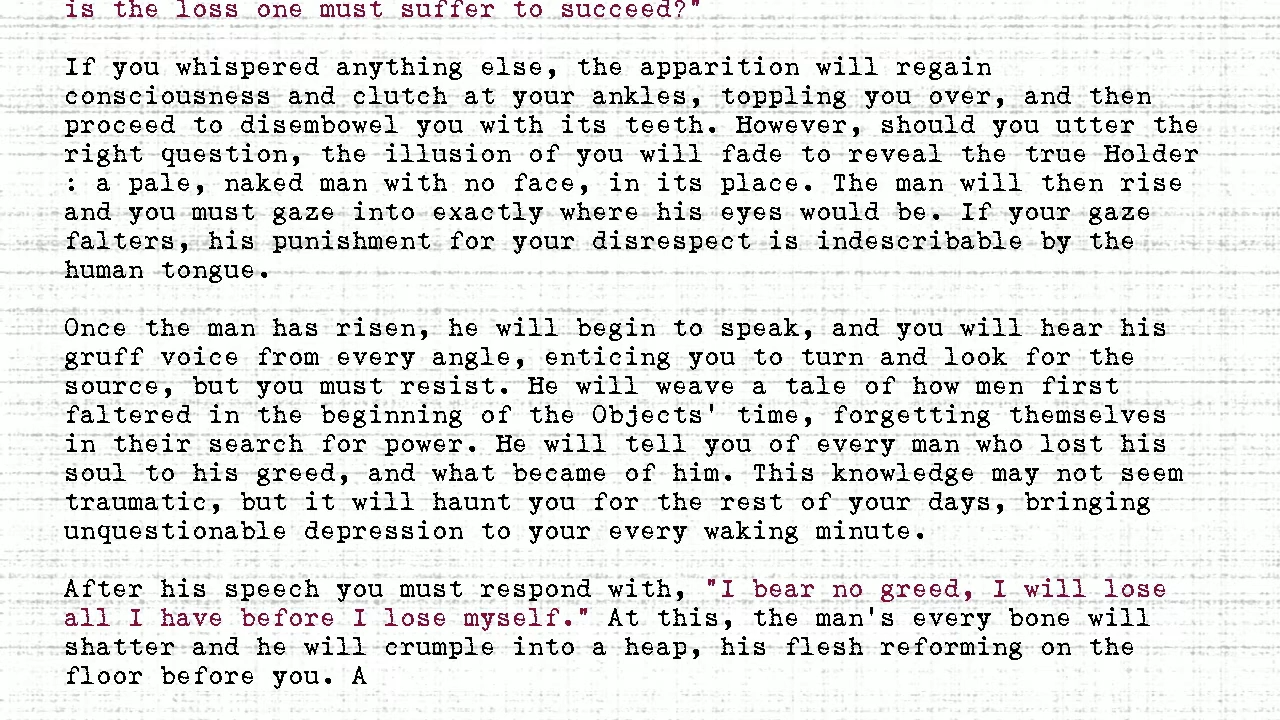 is the loss one must suffer to succeed?"
If you whispered anything else, the apparition will regain
consciousness and clutch at your ankles, toppling you over, and then
proceed to disembowel you with its teeth. However, should you utter the
right question, the illusion of you will fade to reveal the true Holder
: a pale, naked man with no face, in its place. The man will then rise
and you must gaze into exactly where his eyes would be. If your gaze
falters, his punishment for your disrespect is indescribable by the
human tongue.
Once the man has risen, he will begin to speak, and you will hear his
gruff voice from every angle, enticing you to turn and look for the
source, but you must resist. He will weave a tale of how men first
faltered in the beginning of the Objects' time, forgetting themselves
in their search for power. He will tell you of every man who lost his
soul to his greed, and what became of him. This knowledge may not seem
traumatic, but it will haunt you for the rest of your days, bringing
unquestionable depression to your every waking minute.
After his speech you must respond with, "I bear no greed, I will lose
all I have before I lose myself." At this, the man's every bone will
shatter and he will crumple into a heap, his flesh reforming on the
floor before you. A